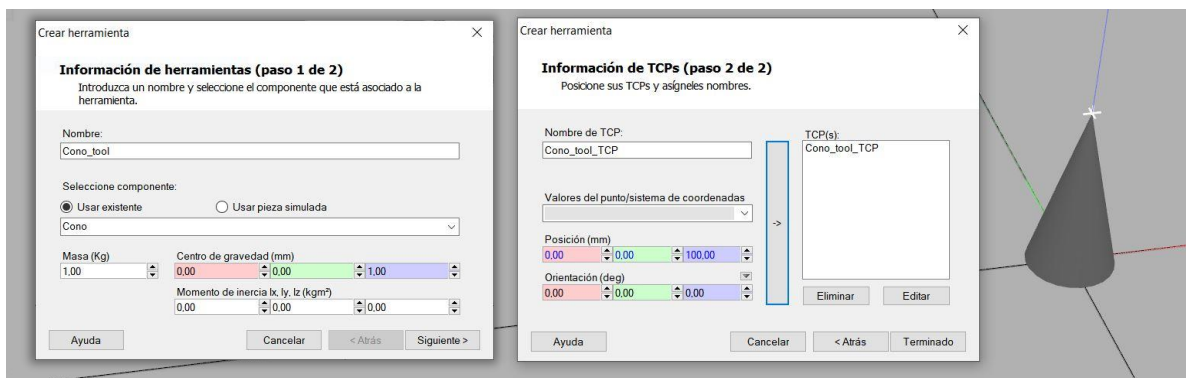 Crear herramienta
Información de herramientas (paso 1 de 2)
Introduzca un nombre y seleccione el componente que está asociado a la
herramienta.
Nombre:
Cono_tool
Seleccione componente:
Usar existente
Usar pieza simulada
Cono
Masa (Kg)
Centro de gravedad (mm)
1,00
0,00
0,00
1,00
Momento de inercia Ix, Iy, Iz (kgm²)
0,00
0,00
0,00
Ayuda
Cancelar
< Atrás
Siguiente >
Crear herramienta
Información de TCPs (paso 2 de 2)
Posicione sus TCPs y asígneles nombres.
Nombre de TCP:
Cono_tool_TCP
Valores del punto/sistema de coordenadas
Posición (mm)
0,00
0,00
100,00
Orientación (deg)
0,00
0,00
0,00
->
TCP(s):
Cono_tool_TCP
Eliminar
Editar
Ayuda
Cancelar
< Atrás
Terminado